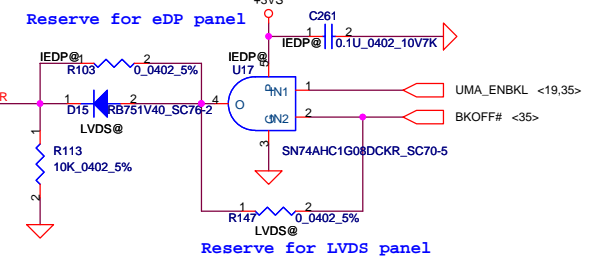 +3VS
Reserve for eDP panel
C261
IEDP@ 1 2
0.1U_0402_10V7K
IEDP@ 1 2
R103 0_0402_5%
IEDP@
U17
5
P
IN1 1 UMA_ENBKL <19,35>
R
1 2 4 O
D15 RB751V40_SC76-2
LVDS@
G IN2 2 BKOFF# <35>
3
SN74AHC1G08DCKR_SC70-5
1
R113
10K_0402_5%
2
1 2
R147 0_0402_5%
LVDS@
Reserve for LVDS panel